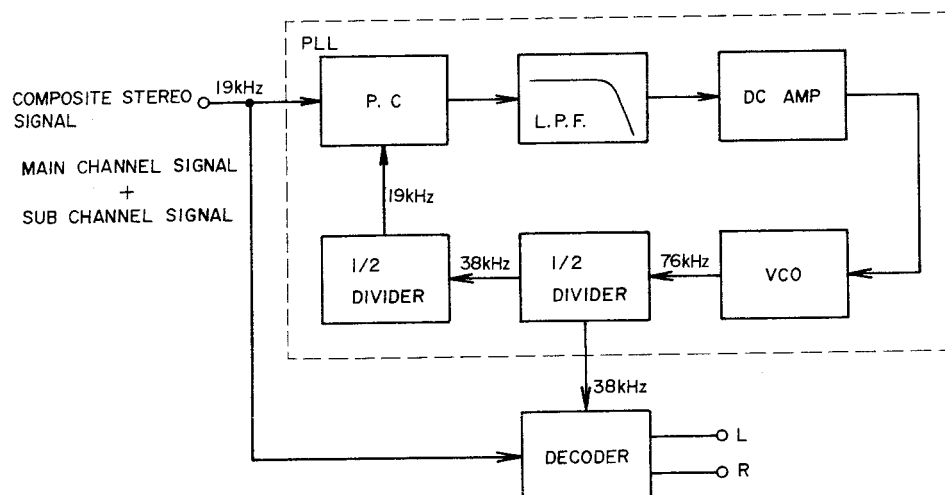 PLL
19kHz
COMPOSITE STEREO
SIGNAL
MAIN CHANNEL SIGNAL
+
SUB CHANNEL SIGNAL
P. C
L.P.F.
DC AMP
19kHz
1/2
DIVIDER
38kHz
1/2
DIVIDER
76kHz
VCO
38kHz
DECODER
L
R